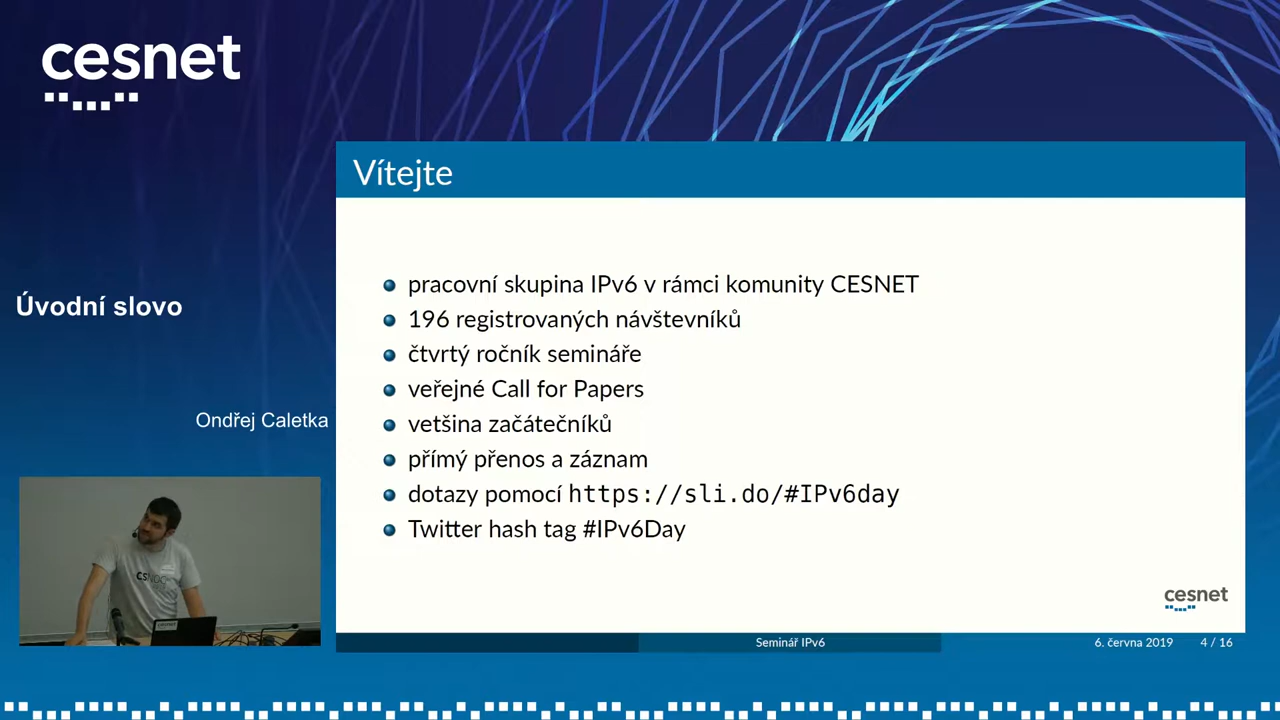 cesnet
Vítejte
pracovní skupina IPv6 v rámci komunity CESNET
196 registrovaných návštevníků
čtvrtý ročník semináře
veřejné Call for Papers
vetšina začátečníků
přímý přenos a záznam
dotazy pomocí https://sli.do/#IPv6day
Twitter hash tag #IPv6Day
cesnet
Seminář IPv6
6. června 2019
4 / 16
Úvodní slovo
Ondřej Caletka